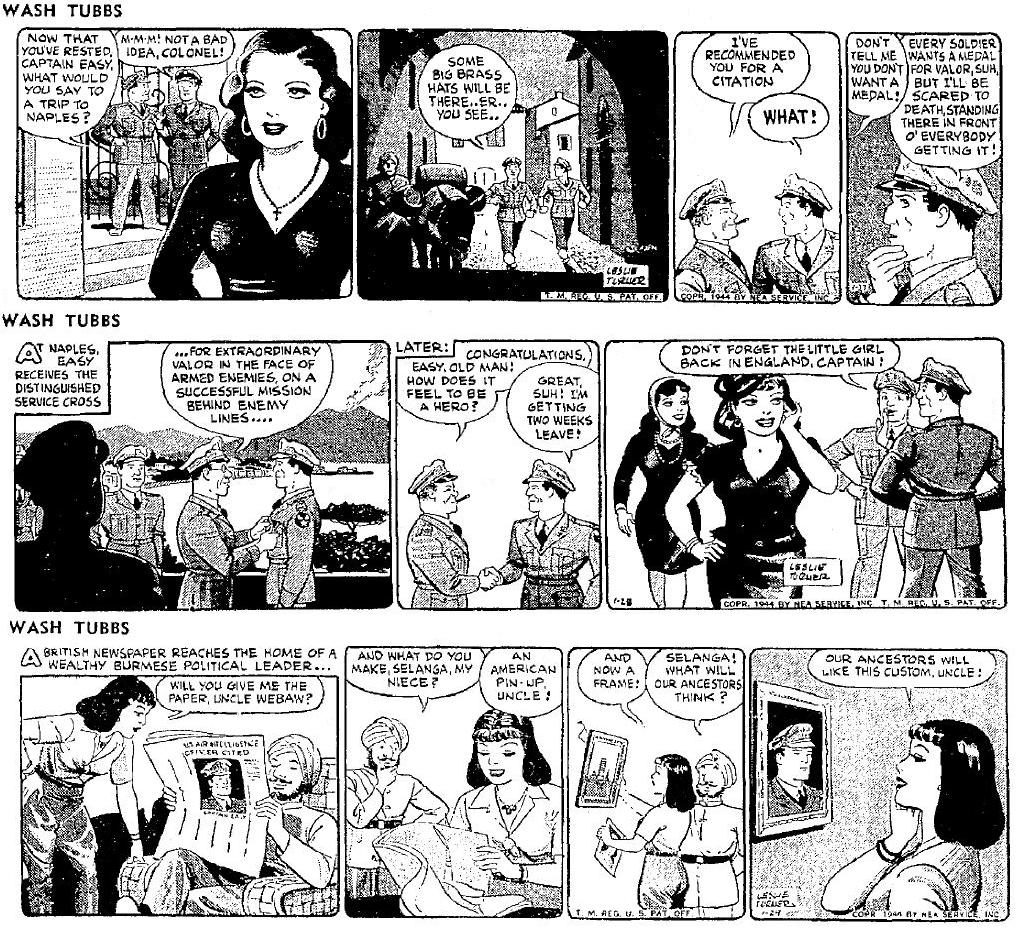 WASH TUBBS
NOW THAT
YOU'VE RESTED,
CAPTAIN EASY,
WHAT WOULD
YOU SAY TO
A TRIP TO
NAPLES?
M-M-M! NOT A BAD
IDEA, COLONEL!
SOME
BIG BRASS
HATS WILL BE
THERE..ER..
YOU SEE..
LESLIE
TURNER
T. M. REG. U. S. PAT. OFF.
I'VE
RECOMMENDED
YOU FOR A
CITATION
WHAT!
COPR. 1944 BY NEA SERVICE, INC.
DON'T
TELL ME
YOU DON'T
WANT A
MEDAL!
EVERY SOLDIER
WANTS A MEDAL
FOR VALOR, SUH,
BUT I'LL BE
SCARED TO
DEATH, STANDING
THERE IN FRONT
O' EVERYBODY
GETTING IT!
WASH TUBBS
AT NAPLES,
EASY
RECEIVES THE
DISTINGUISHED
SERVICE CROSS
...FOR EXTRAORDINARY
VALOR IN THE FACE OF
ARMED ENEMIES, ON A
SUCCESSFUL MISSION
BEHIND ENEMY
LINES....
LATER:
CONGRATULATIONS,
EASY, OLD MAN!
HOW DOES IT
FEEL TO BE
A HERO?
GREAT,
SUH! I'M
GETTING
TWO WEEKS
LEAVE!
DON'T FORGET THE LITTLE GIRL
BACK IN ENGLAND, CAPTAIN!
LESLIE
TURNER
1-28
COPR. 1944 BY NEA SERVICE, INC. T. M. REG. U. S. PAT. OFF.
WASH TUBBS
A BRITISH NEWSPAPER REACHES THE HOME OF A
WEALTHY BURMESE POLITICAL LEADER...
WILL YOU GIVE ME THE
PAPER, UNCLE WEBAW?
U.S. AIR INTELLIGENCE
OFFICER CITED
CAPTAIN EASY
AND WHAT DO YOU
MAKE, SELANGA, MY
NIECE?
AN
AMERICAN
PIN-UP,
UNCLE!
AND
NOW A
FRAME!
SELANGA!
WHAT WILL
OUR ANCESTORS
THINK?
T. M. REG. U. S. PAT. OFF.
OUR ANCESTORS WILL
LIKE THIS CUSTOM, UNCLE!
LESLIE
TURNER
1-29
COPR. 1944 BY NEA SERVICE, INC.